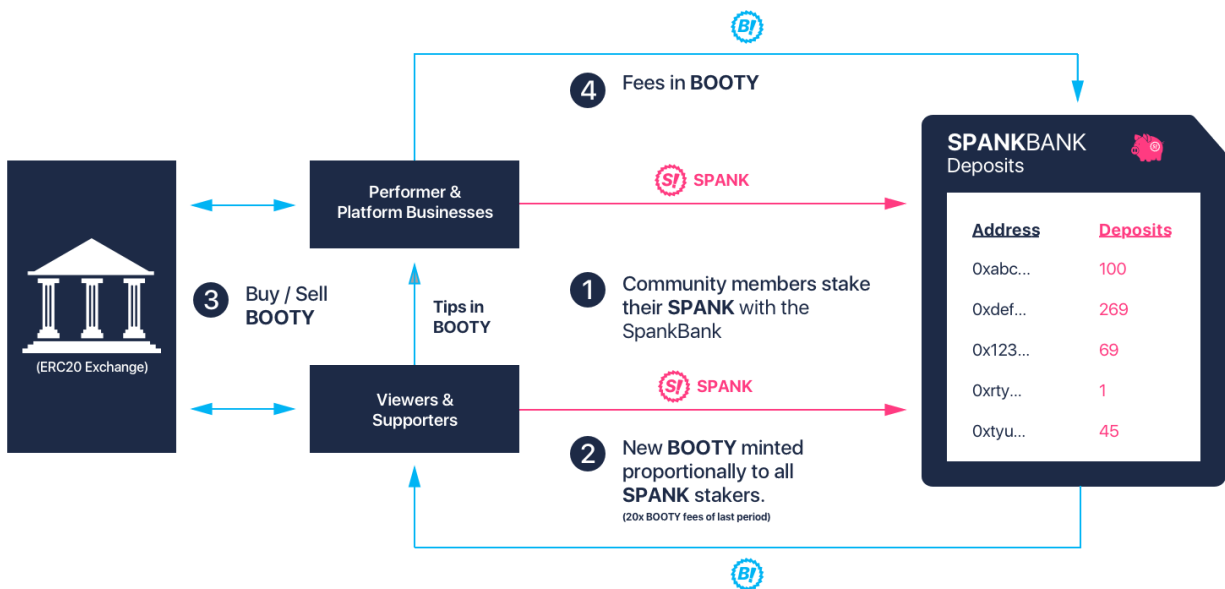 B!
4 Fees in BOOTY
SPANKBANK
Deposits
Address Deposits
0xabc... 100
0xdef... 269
0x123... 69
0xrty... 1
0xtyu... 45
Performer &
Platform Businesses
S! SPANK
(ERC20 Exchange)
3 Buy / Sell
BOOTY
Tips in
BOOTY
1 Community members stake
their SPANK with the
SpankBank
Viewers &
Supporters
S! SPANK
2 New BOOTY minted
proportionally to all
SPANK stakers.
(20x BOOTY fees of last period)
B!